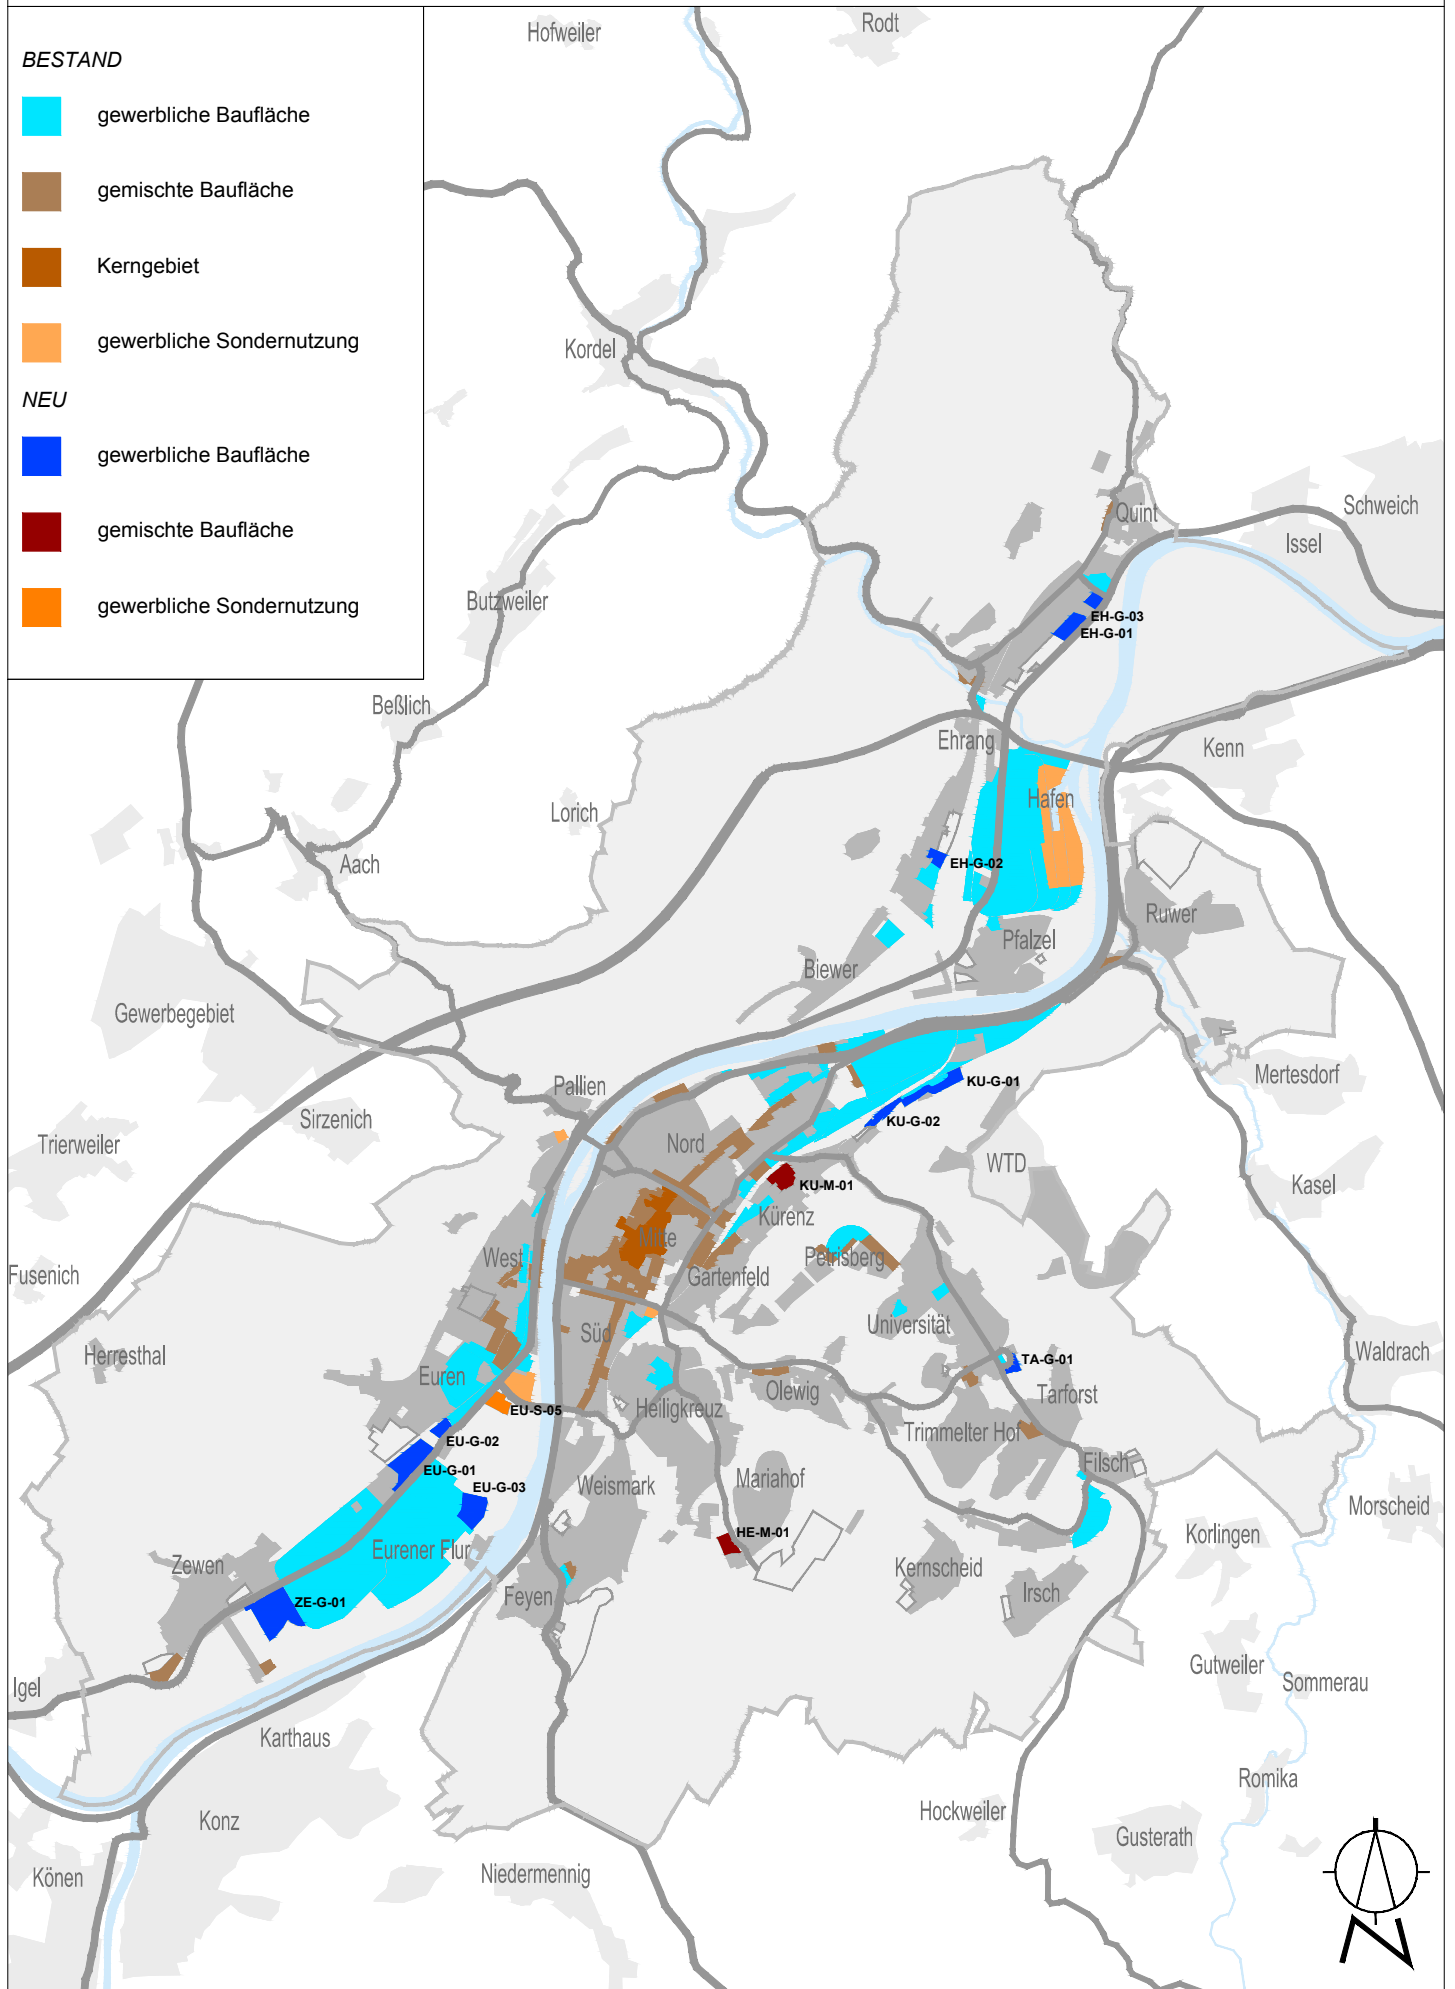 BESTAND
gewerbliche Baufläche
gemischte Baufläche
Kerngebiet
gewerbliche Sondernutzung
NEU
gewerbliche Baufläche
gemischte Baufläche
gewerbliche Sondernutzung
Hofweiler
Rodt
Kordel
Schweich
Quint
Issel
Butzweiler
EH-G-03
EH-G-01
Beßlich
Ehrang
Kenn
Hafen
Lorich
Aach
EH-G-02
Ruwer
Pfalzel
Biewer
Gewerbegebiet
Mertesdorf
KU-G-01
Pallien
Sirzenich
KU-G-02
Trierweiler
Nord
WTD
KU-M-01
Kasel
Kürenz
Mitte
West
Petrisberg
Fusenich
Gartenfeld
Universität
Süd
Herresthal
Waldrach
TA-G-01
Euren
Olewig
Tarforst
EU-S-05
Heiligkreuz
Trimmelter Hof
EU-G-02
Filsch
EU-G-01
Mariahof
EU-G-03
Weismark
Morscheid
HE-M-01
Korlingen
Eurener Flur
Zewen
Kernscheid
Irsch
Feyen
ZE-G-01
Gutweiler
Igel
Sommerau
Karthaus
Romika
Hockweiler
Konz
Gusterath
Niedermennig
Könen
N